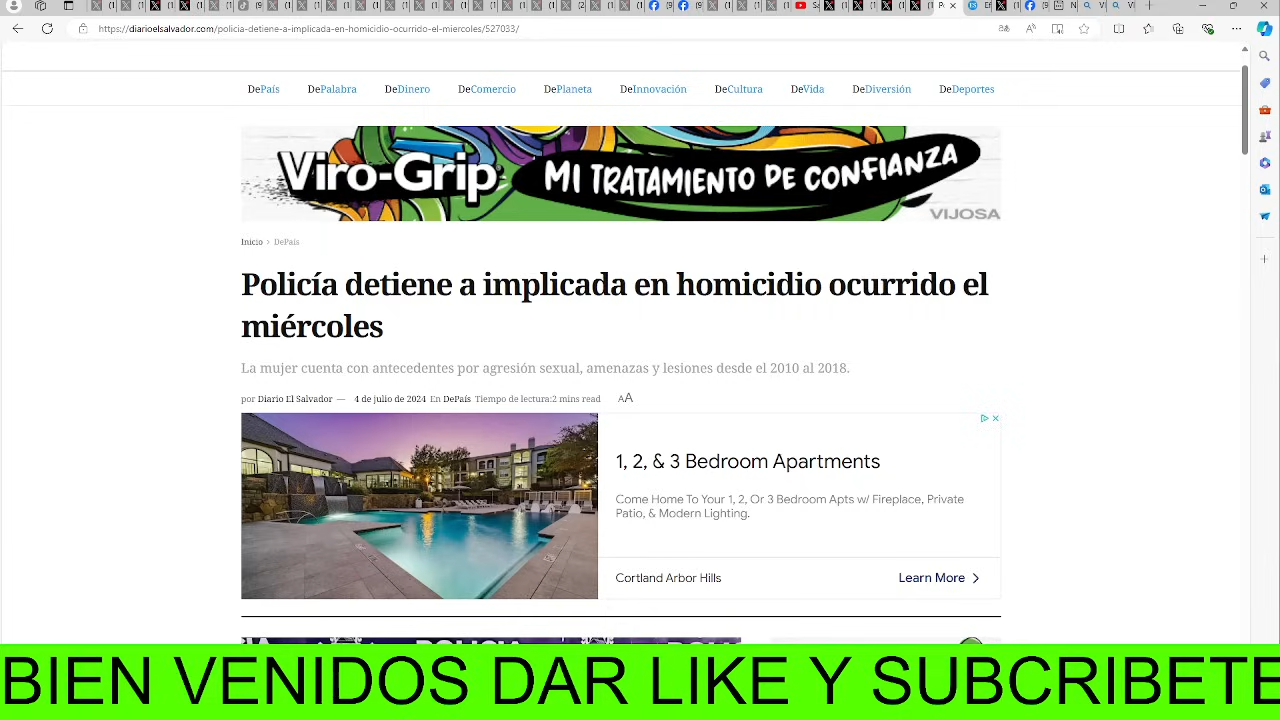 https://diarioelsalvador.com/policia-detiene-a-implicada-en-homicidio-ocurrido-el-miercoles/527033/
DePaís DePalabra DeDinero DeComercio DePlaneta DeInnovación DeCultura DeVida DeDiversión DeDeportes
Viro-Grip MI TRATAMIENTO DE CONFIANZA
VIJOSA
Inicio > DePaís
Policía detiene a implicada en homicidio ocurrido el
miércoles
La mujer cuenta con antecedentes por agresión sexual, amenazas y lesiones desde el 2010 al 2018.
por Diario El Salvador — 4 de julio de 2024 En DePaís Tiempo de lectura:2 mins read AA
1, 2, & 3 Bedroom Apartments
Come Home To Your 1, 2, Or 3 Bedroom Apts w/ Fireplace, Private
Patio, & Modern Lighting.
Cortland Arbor Hills Learn More
BIEN VENIDOS DAR LIKE Y SUBCRIBETE